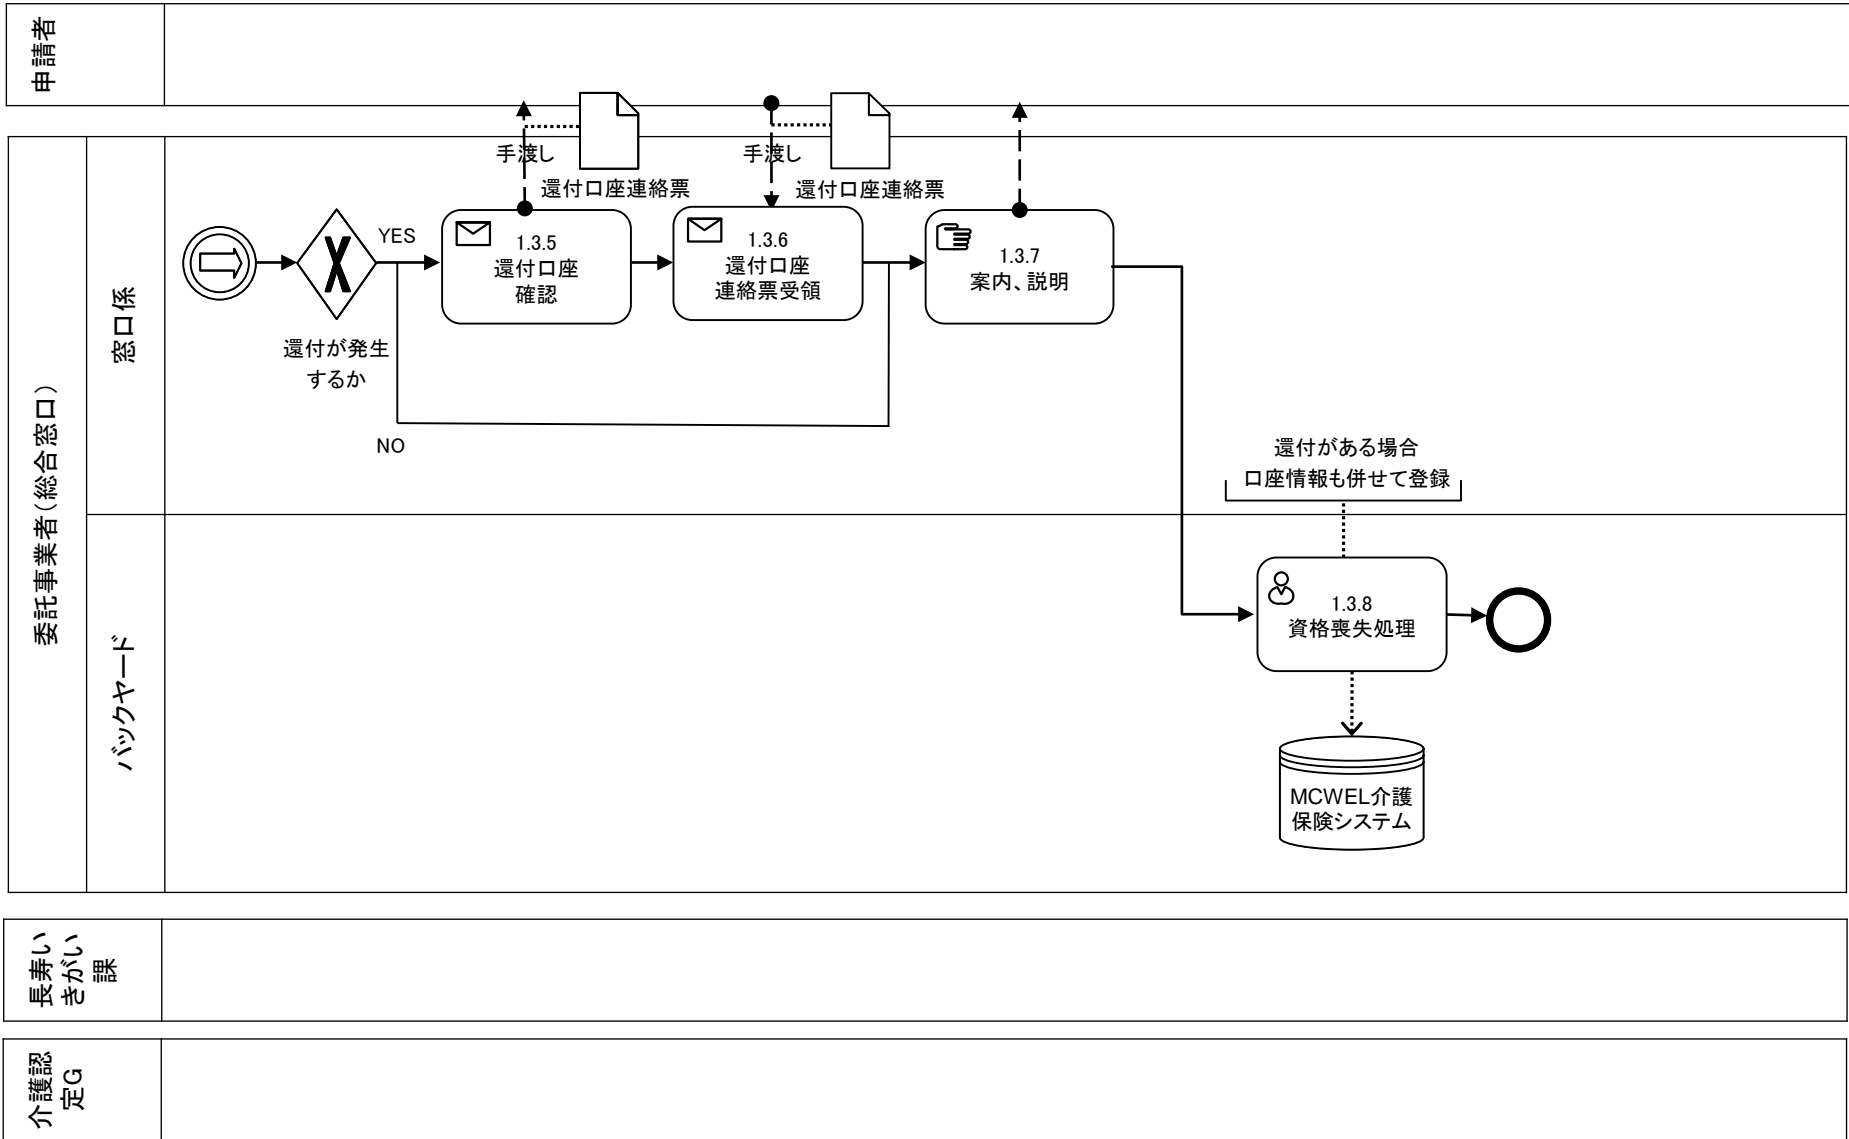 申請者
委託事業者（総合窓口）
窓口係
手渡し
還付口座連絡票
手渡し
還付口座連絡票
YES
還付が発生
するか
NO
1.3.5
還付口座
確認
1.3.6
還付口座
連絡票受領
1.3.7
案内、説明
還付がある場合
口座情報も併せて登録
バックヤード
1.3.8
資格喪失処理
MCWEL介護
保険システム
長寿い
きがい
課
介護認
定G